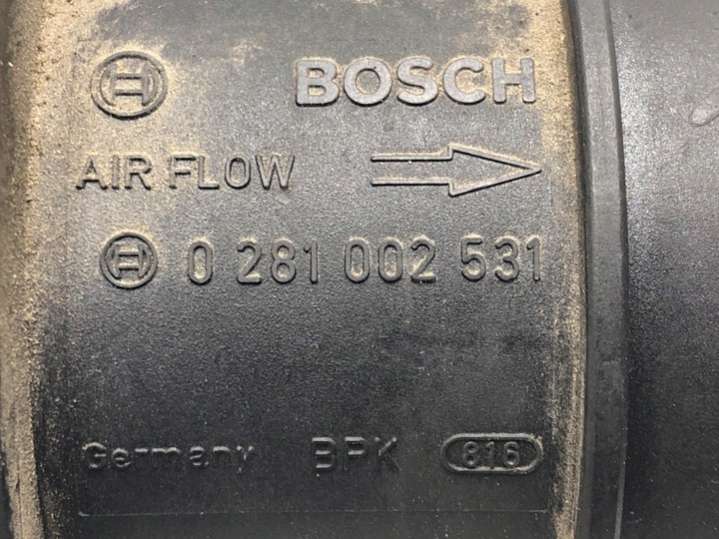 BOSCH
AIR FLOW
0 281 002 531
Germany BPK 816